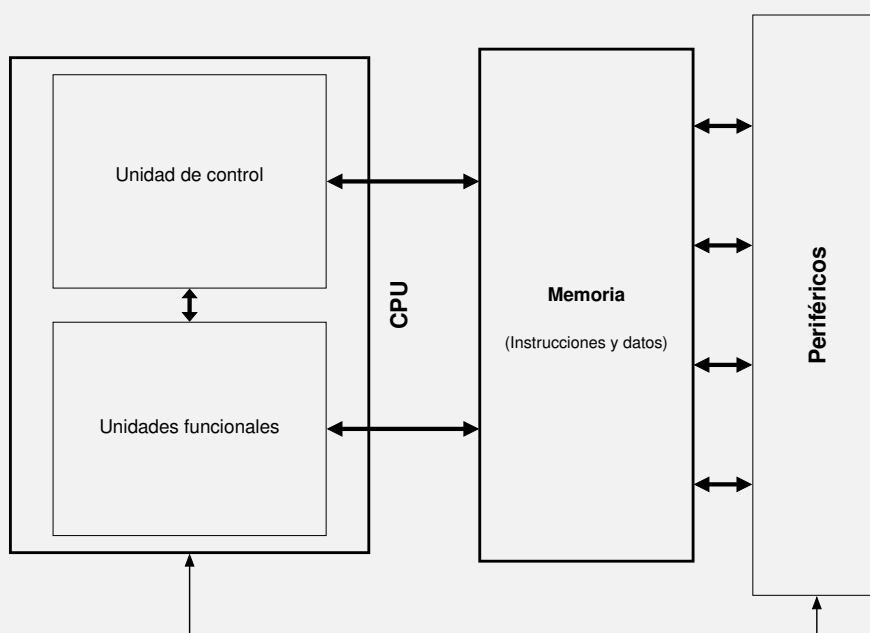 Unidad de control
Unidades funcionales
CPU
Memoria
(Instrucciones y datos)
Periféricos